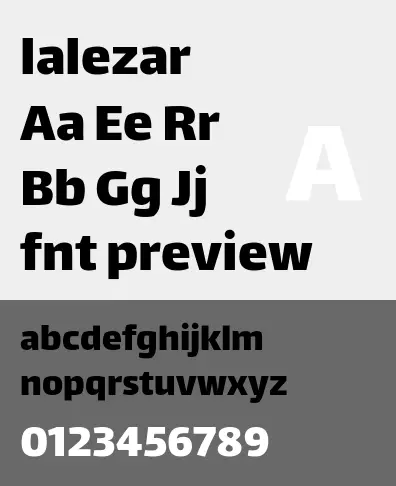 lalezar
Aa Ee Rr
Bb Gg Jj
A
fnt preview
abcdefghijklm
nopqrstuvwxyz
0123456789